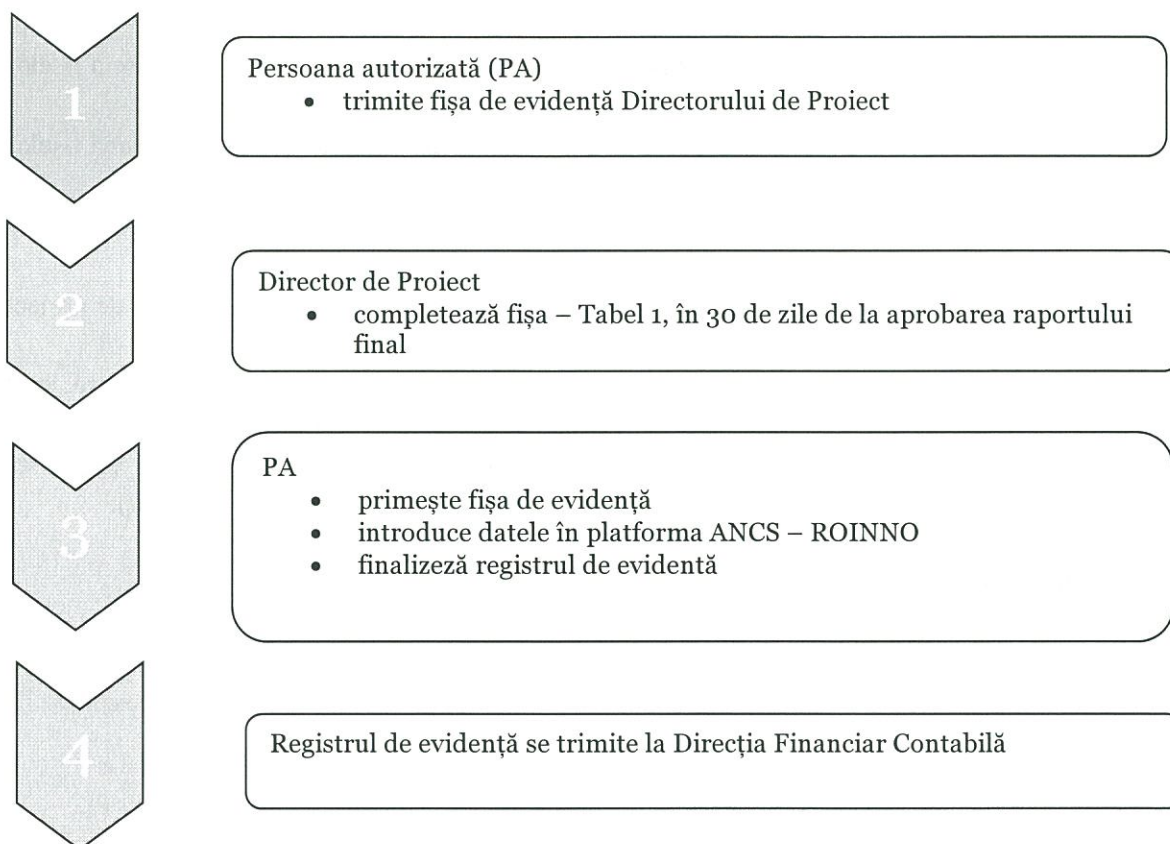 1
Persoana autorizată (PA)
• trimite fișa de evidență Directorului de Proiect
2
Director de Proiect
• completează fișa – Tabel 1, în 30 de zile de la aprobarea raportului
final
3
PA
• primește fișa de evidență
• introduce datele în platforma ANCS – ROINNO
• finalizeză registrul de evidentă
4
Registrul de evidență se trimite la Direcția Financiar Contabilă